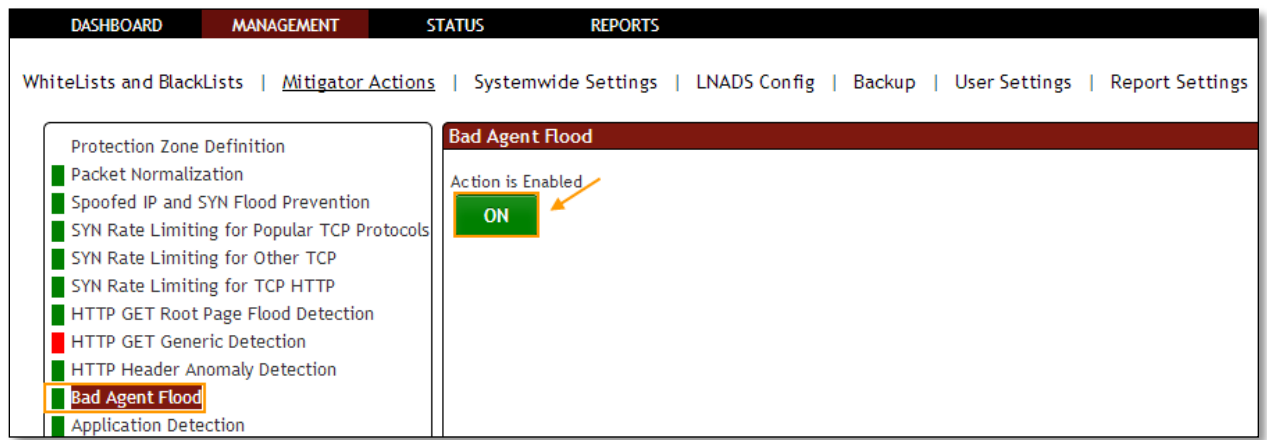 DASHBOARD MANAGEMENT STATUS REPORTS
WhiteLists and BlackLists | Mitigator Actions | Systemwide Settings | LNADS Config | Backup | User Settings | Report Settings
Protection Zone Definition
Packet Normalization
Spoofed IP and SYN Flood Prevention
SYN Rate Limiting for Popular TCP Protocols
SYN Rate Limiting for Other TCP
SYN Rate Limiting for TCP HTTP
HTTP GET Root Page Flood Detection
HTTP GET Generic Detection
HTTP Header Anomaly Detection
Bad Agent Flood
Application Detection
Bad Agent Flood
Action is Enabled
ON